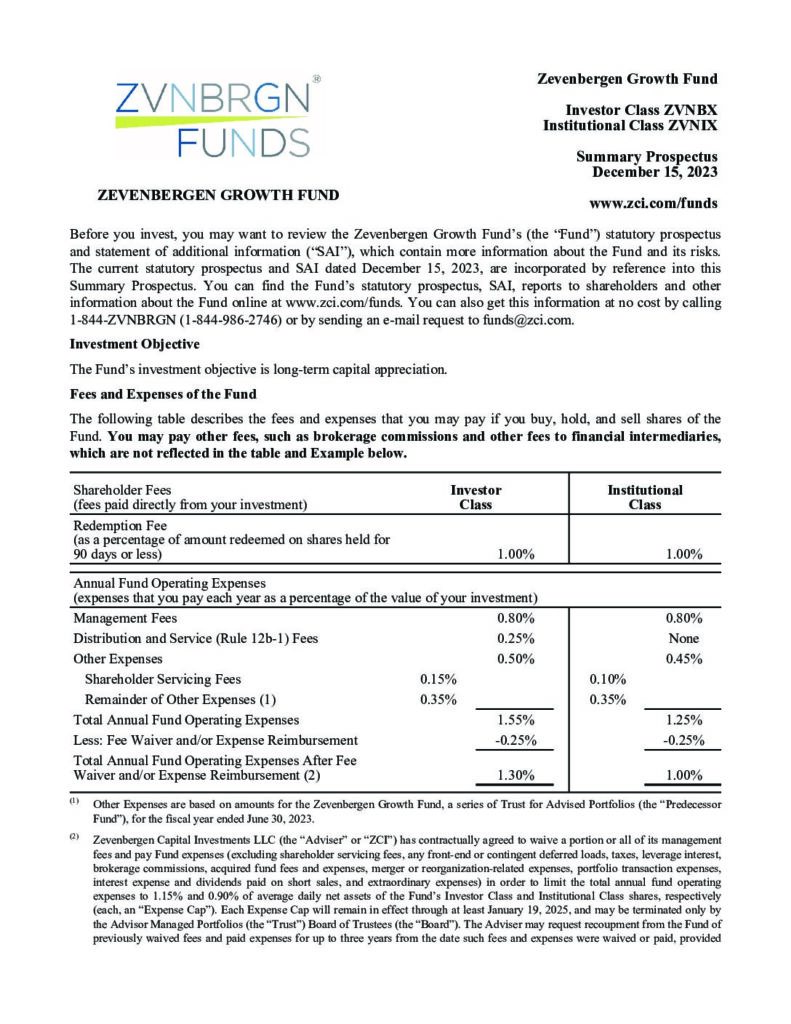 ZVNBRGN®
FUNDS
ZEVENBERGEN GROWTH FUND
Zevenbergen Growth Fund
Investor Class ZVNBX
Institutional Class ZVNIX
Summary Prospectus
December 15, 2023
www.zci.com/funds
Before you invest, you may want to review the Zevenbergen Growth Fund’s (the “Fund”) statutory prospectus
and statement of additional information (“SAI”), which contain more information about the Fund and its risks.
The current statutory prospectus and SAI dated December 15, 2023, are incorporated by reference into this
Summary Prospectus. You can find the Fund’s statutory prospectus, SAI, reports to shareholders and other
information about the Fund online at www.zci.com/funds. You can also get this information at no cost by calling
1-844-ZVNBRGN (1-844-986-2746) or by sending an e-mail request to funds@zci.com.
Investment Objective
The Fund’s investment objective is long-term capital appreciation.
Fees and Expenses of the Fund
The following table describes the fees and expenses that you may pay if you buy, hold, and sell shares of the
Fund. You may pay other fees, such as brokerage commissions and other fees to financial intermediaries,
which are not reflected in the table and Example below.
Shareholder Fees Investor Institutional
(fees paid directly from your investment) Class Class
Redemption Fee
(as a percentage of amount redeemed on shares held for
90 days or less) 1.00% 1.00%
Annual Fund Operating Expenses
(expenses that you pay each year as a percentage of the value of your investment)
Management Fees 0.80% 0.80%
Distribution and Service (Rule 12b-1) Fees 0.25% None
Other Expenses 0.50% 0.45%
Shareholder Servicing Fees 0.15% 0.10%
Remainder of Other Expenses (1) 0.35% 0.35%
Total Annual Fund Operating Expenses 1.55% 1.25%
Less: Fee Waiver and/or Expense Reimbursement -0.25% -0.25%
Total Annual Fund Operating Expenses After Fee
Waiver and/or Expense Reimbursement (2) 1.30% 1.00%
(1) Other Expenses are based on amounts for the Zevenbergen Growth Fund, a series of Trust for Advised Portfolios (the “Predecessor
Fund”), for the fiscal year ended June 30, 2023.
(2) Zevenbergen Capital Investments LLC (the “Adviser” or “ZCI”) has contractually agreed to waive a portion or all of its management
fees and pay Fund expenses (excluding shareholder servicing fees, any front-end or contingent deferred loads, taxes, leverage interest,
brokerage commissions, acquired fund fees and expenses, merger or reorganization-related expenses, portfolio transaction expenses,
interest expense and dividends paid on short sales, and extraordinary expenses) in order to limit the total annual fund operating
expenses to 1.15% and 0.90% of average daily net assets of the Fund’s Investor Class and Institutional Class shares, respectively
(each, an “Expense Cap”). Each Expense Cap will remain in effect through at least January 19, 2025, and may be terminated only by
the Advisor Managed Portfolios (the “Trust”) Board of Trustees (the “Board”). The Adviser may request recoupment from the Fund of
previously waived fees and paid expenses for up to three years from the date such fees and expenses were waived or paid, provided